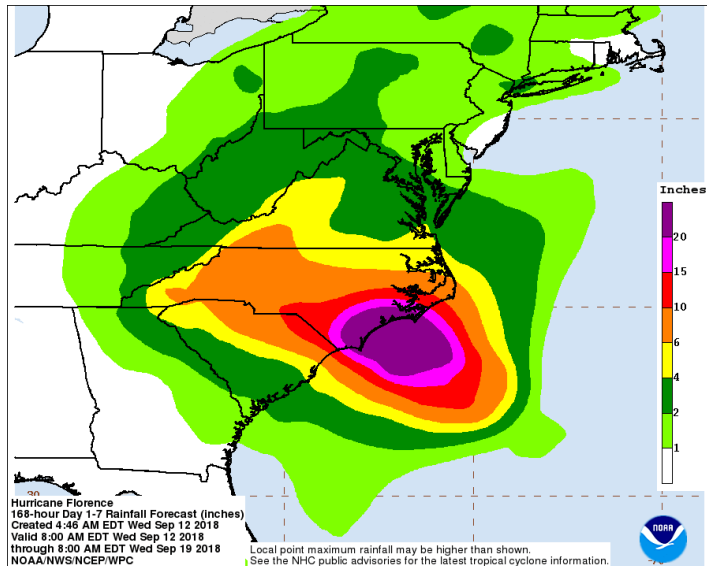 Inches
20
15
10
6
4
2
1
30
Hurricane Florence
168-hour Day 1-7 Rainfall Forecast (inches)
Created 4:46 AM EDT Wed Sep 12 2018
Valid 8:00 AM EDT Wed Sep 12 2018
through 8:00 AM EDT Wed Sep 19 2018
NOAA/NWS/NCEP/WPC
Local point maximum rainfall may be higher than shown.
See the NHC public advisories for the latest tropical cyclone information.
NOAA